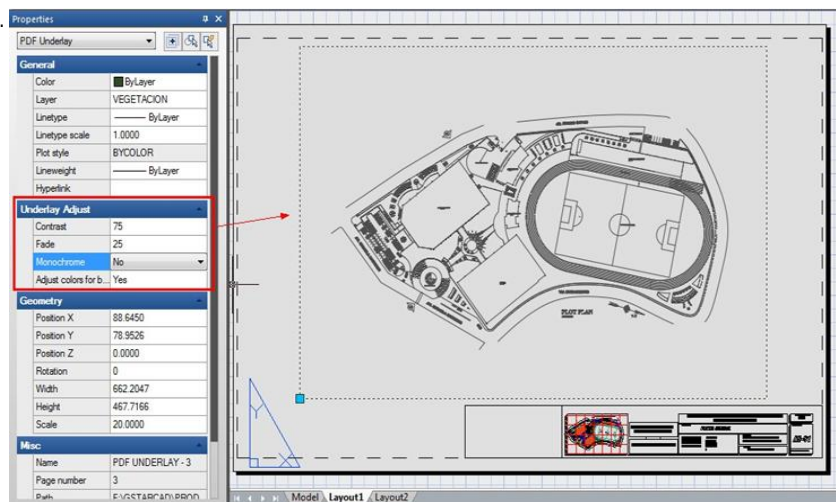 Properties
PDF Underlay
General
Color ByLayer
Layer VEGETACION
Linetype ByLayer
Linetype scale 1.0000
Plot style BYCOLOR
Lineweight ByLayer
Hyperlink
Underlay Adjust
Contrast 75
Fade 25
Monochrome No
Adjust colors for b... Yes
Geometry
Position X 88.6450
Position Y 78.9526
Position Z 0.0000
Rotation 0
Width 662.2047
Height 467.7166
Scale 20.0000
Misc
Name PDF UNDERLAY - 3
Page number 3
Path F:\GSTARCAD\PROD
PLOT PLAN
Y
X
Model Layout1 Layout2